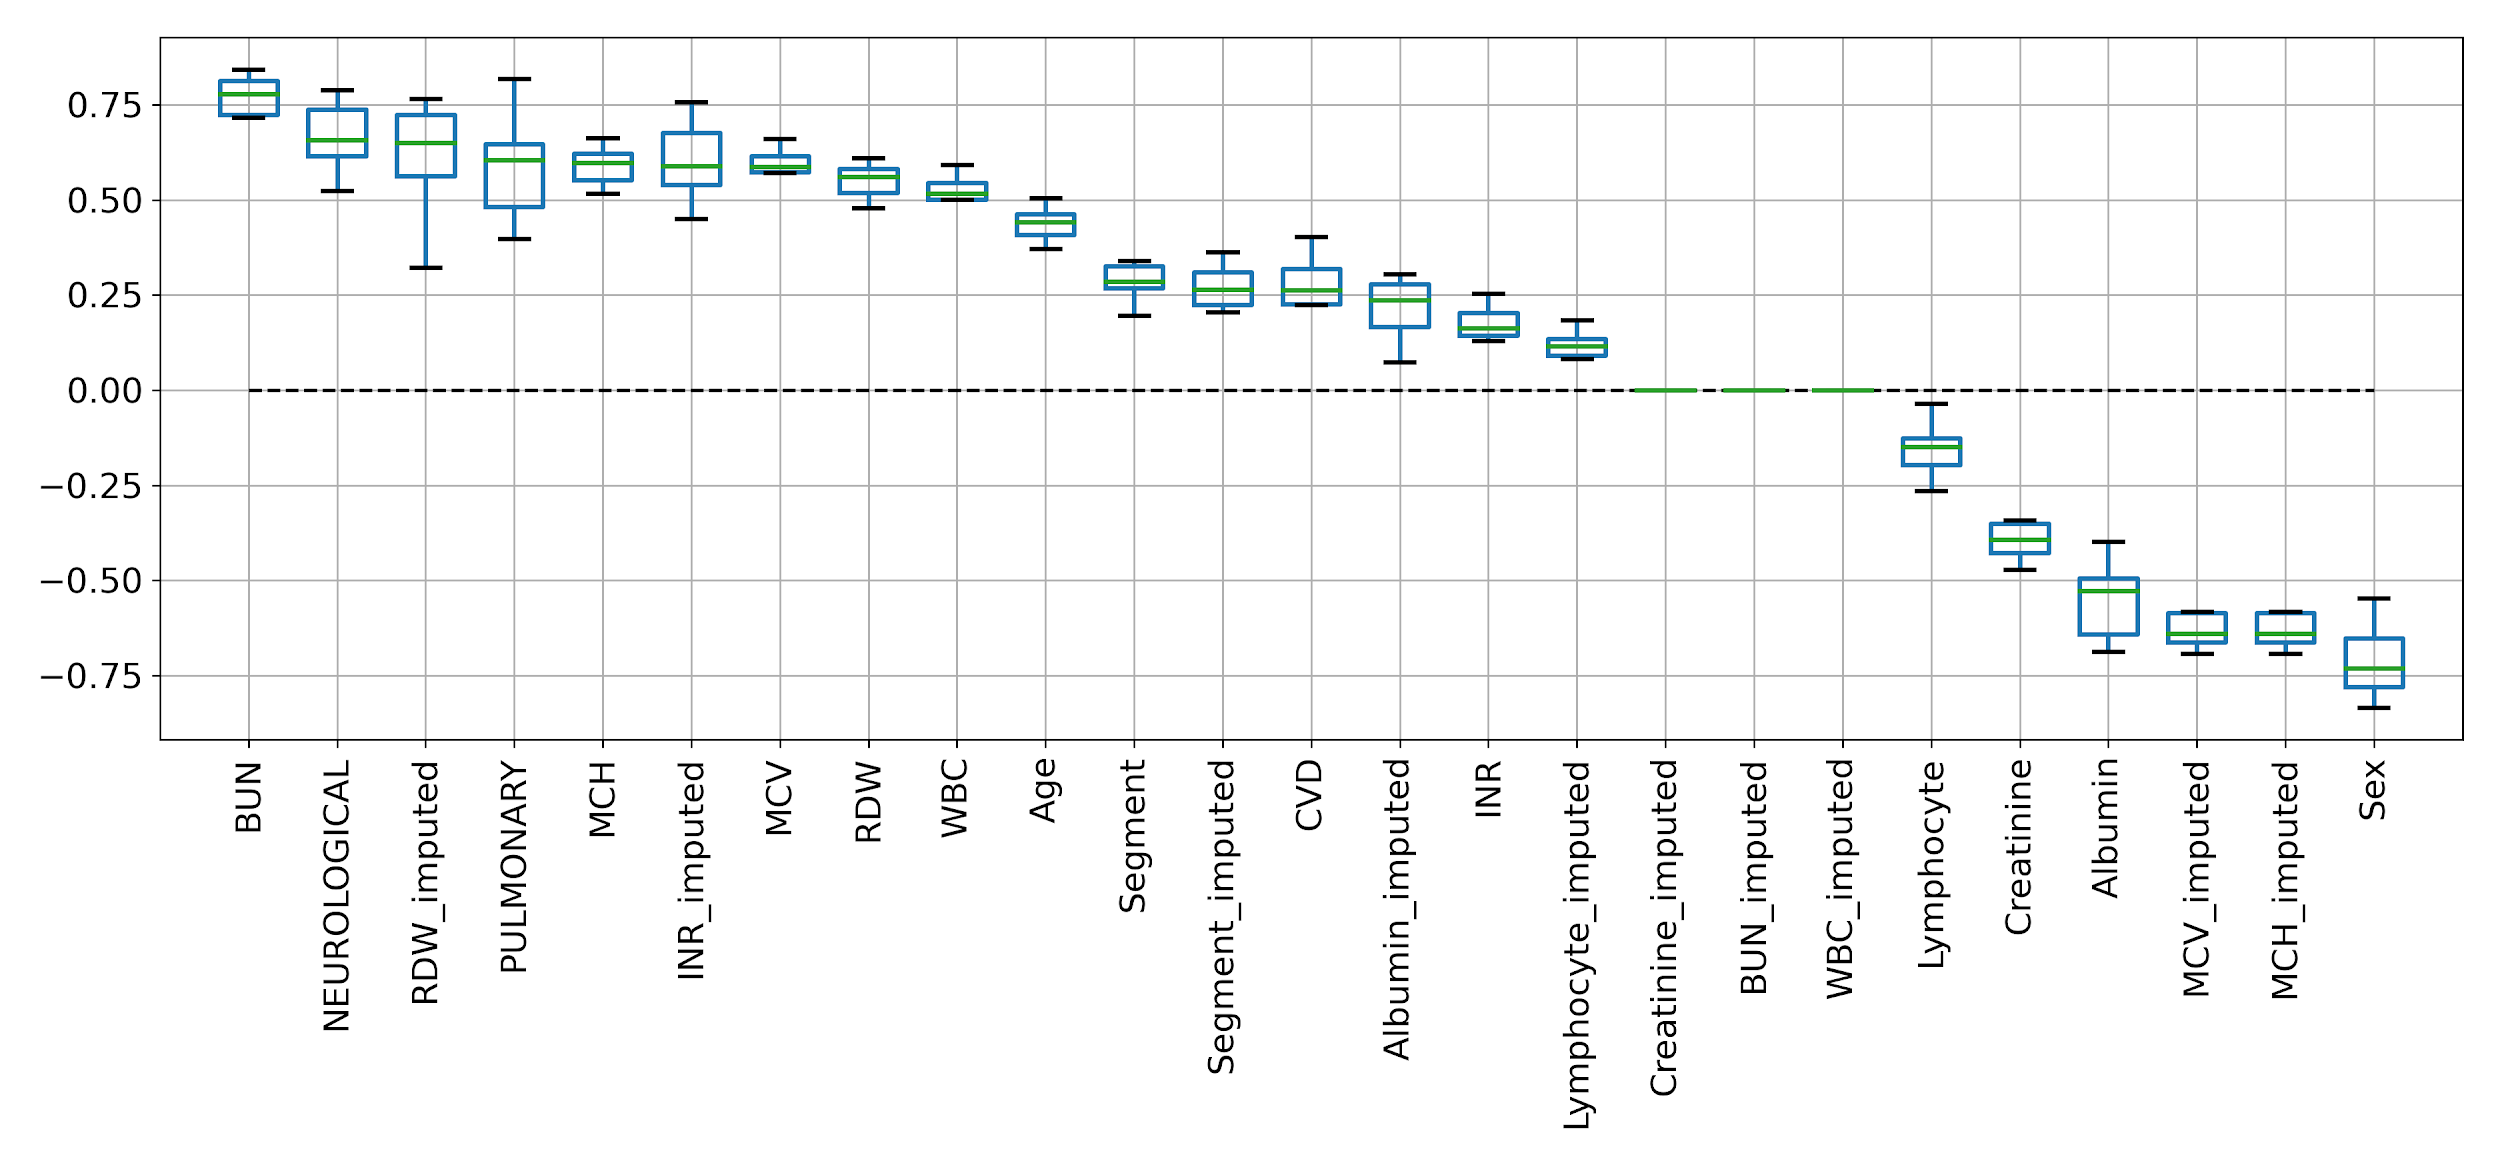 0.75
0.50
0.25
0.00
−0.25
−0.50
−0.75
BUN
NEUROLOGICAL
RDW_imputed
PULMONARY
MCH
INR_imputed
MCV
RDW
WBC
Age
Segment
Segment_imputed
CVD
Albumin_imputed
INR
Lymphocyte_imputed
Creatinine_imputed
BUN_imputed
WBC_imputed
Lymphocyte
Creatinine
Albumin
MCV_imputed
MCH_imputed
Sex